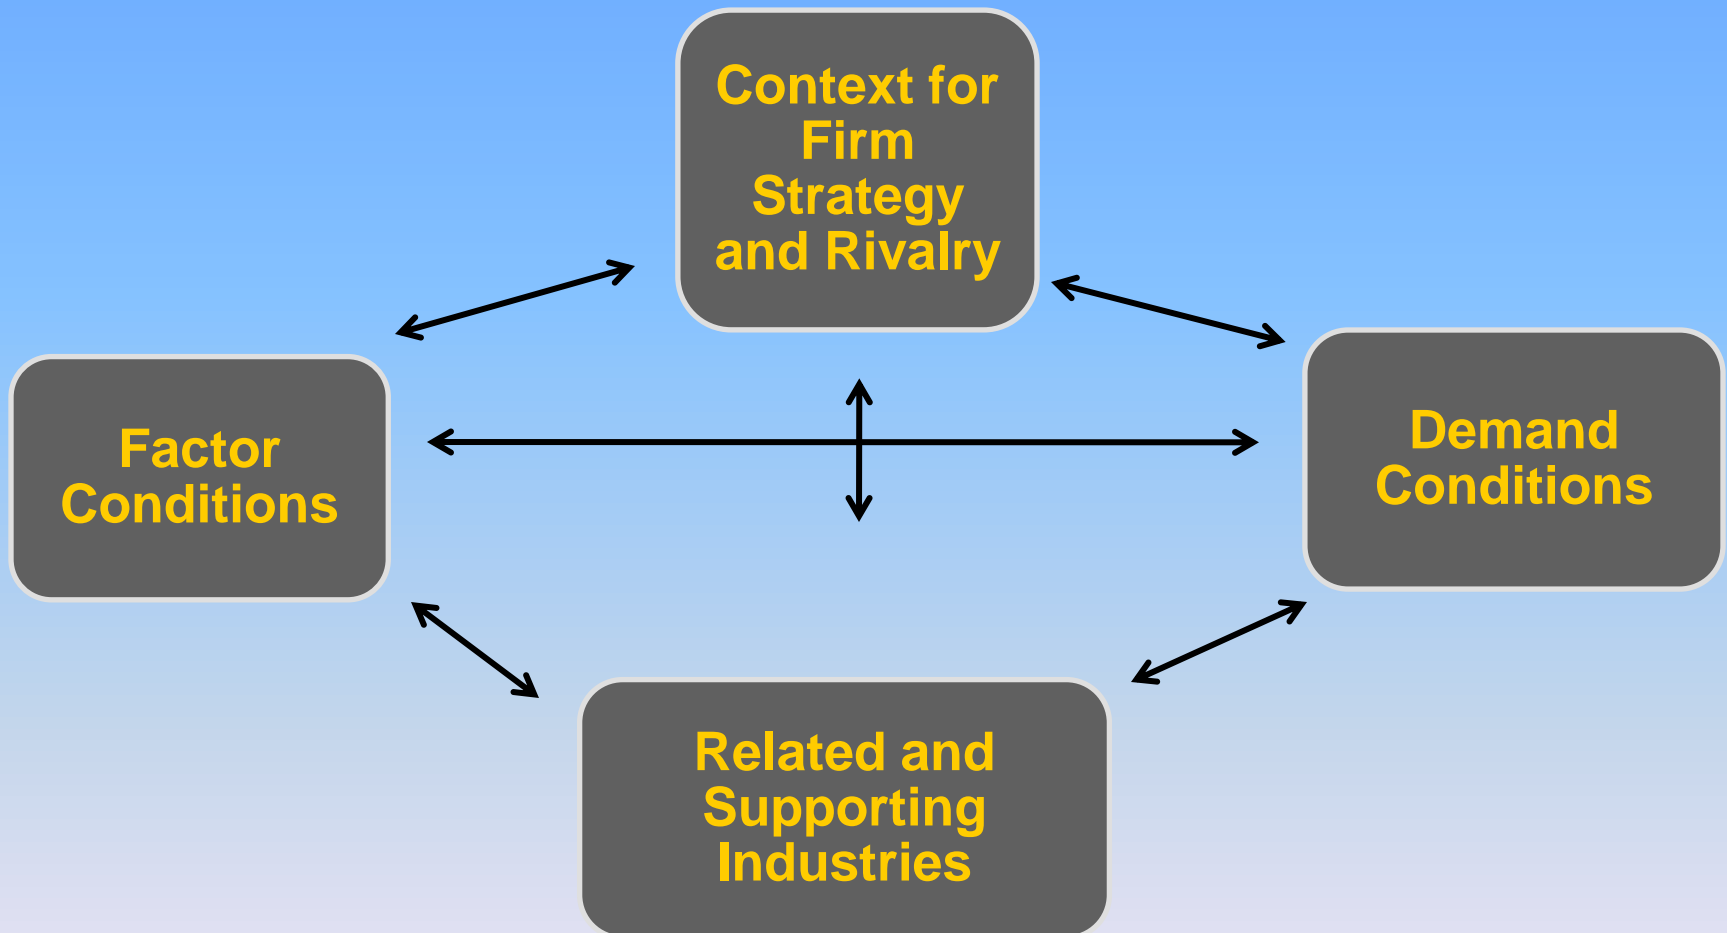 Context for
Firm
Strategy
and Rivalry
Factor
Conditions
Demand
Conditions
Related and
Supporting
Industries